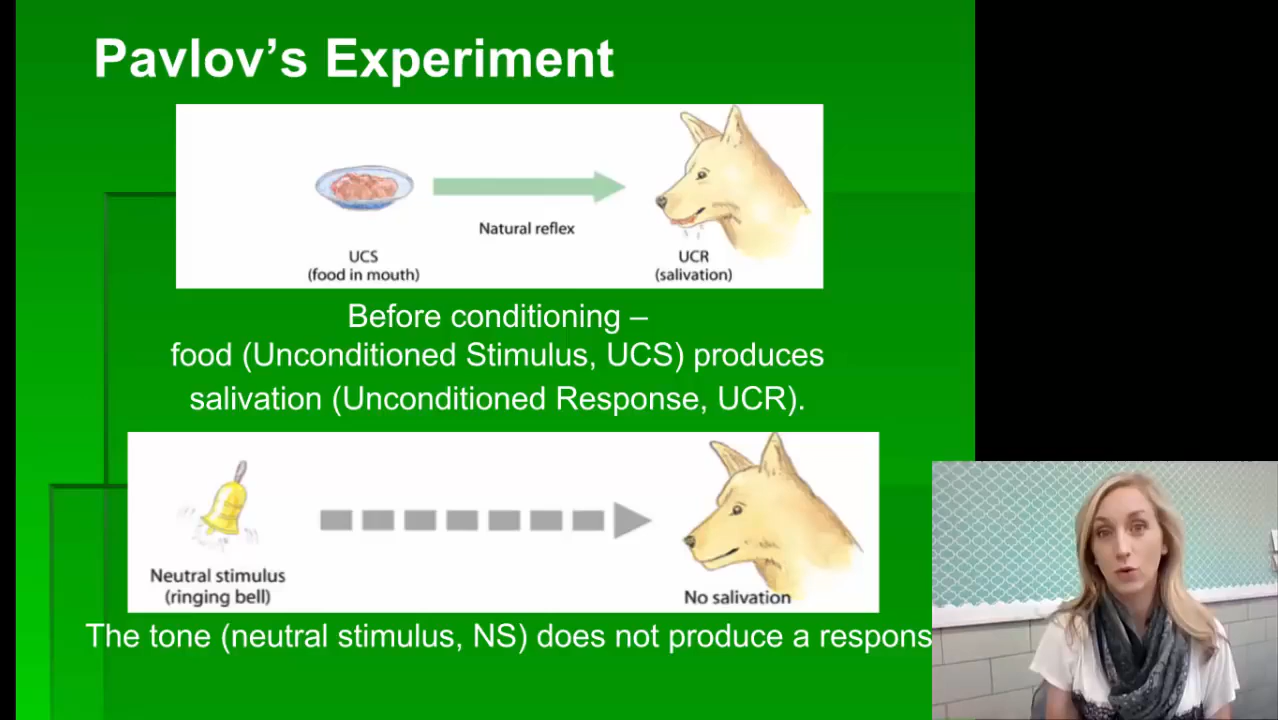 Pavlov's Experiment
Natural reflex
UCS
(food in mouth)
UCR
(salivation)
Before conditioning –
food (Unconditioned Stimulus, UCS) produces
salivation (Unconditioned Response, UCR).
Neutral stimulus
(ringing bell)
No salivation
The tone (neutral stimulus, NS) does not produce a respons